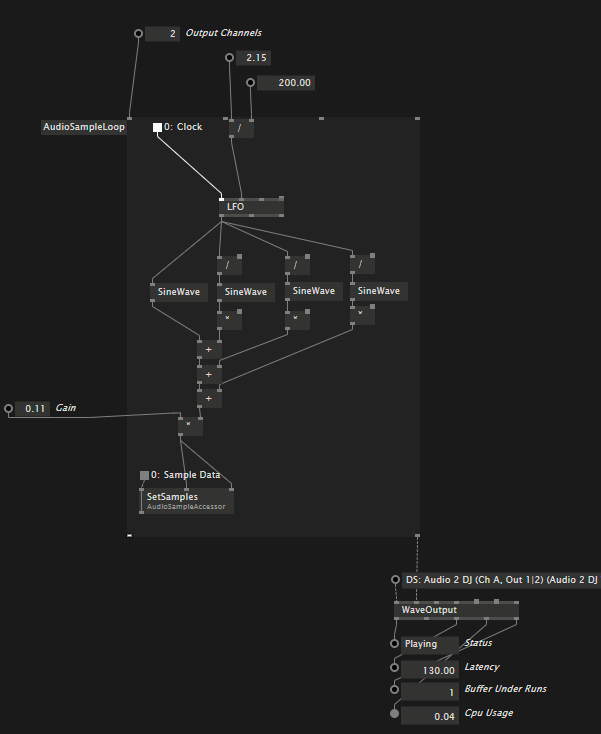 2 Output Channels
2.15
200.00
AudioSampleLoop
0: Clock
/
LFO
/ / /
SineWave SineWave SineWave SineWave
* * *
+
+
+
0.11 Gain
*
0: Sample Data
SetSamples
AudioSampleAccessor
DS: Audio 2 DJ (Ch A, Out 1|2) (Audio 2 DJ
WaveOutput
Playing Status
130.00 Latency
1 Buffer Under Runs
0.04 Cpu Usage